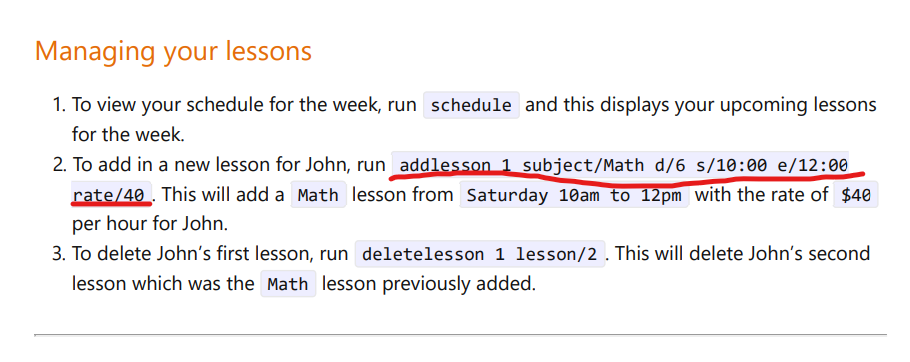 Managing your lessons
1. To view your schedule for the week, run schedule and this displays your upcoming lessons
for the week.
2. To add in a new lesson for John, run addlesson 1 subject/Math d/6 s/10:00 e/12:00
rate/40 . This will add a Math lesson from Saturday 10am to 12pm with the rate of $40
per hour for John.
3. To delete John’s first lesson, run deletelesson 1 lesson/2 . This will delete John’s second
lesson which was the Math lesson previously added.